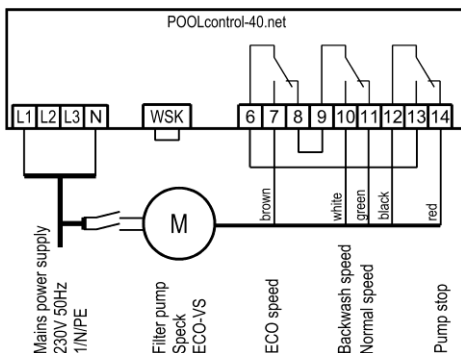 POOLcontrol-40.net
L1 L2 L3 N WSK 6 7 8 9 10 11 12 13 14
brown
white
green
black
red
M
Mains power supply
230V 50Hz
1/N/PE
Filter pump
Speck
ECO-VS
ECO speed
Backwash speed
Normal speed
Pump stop